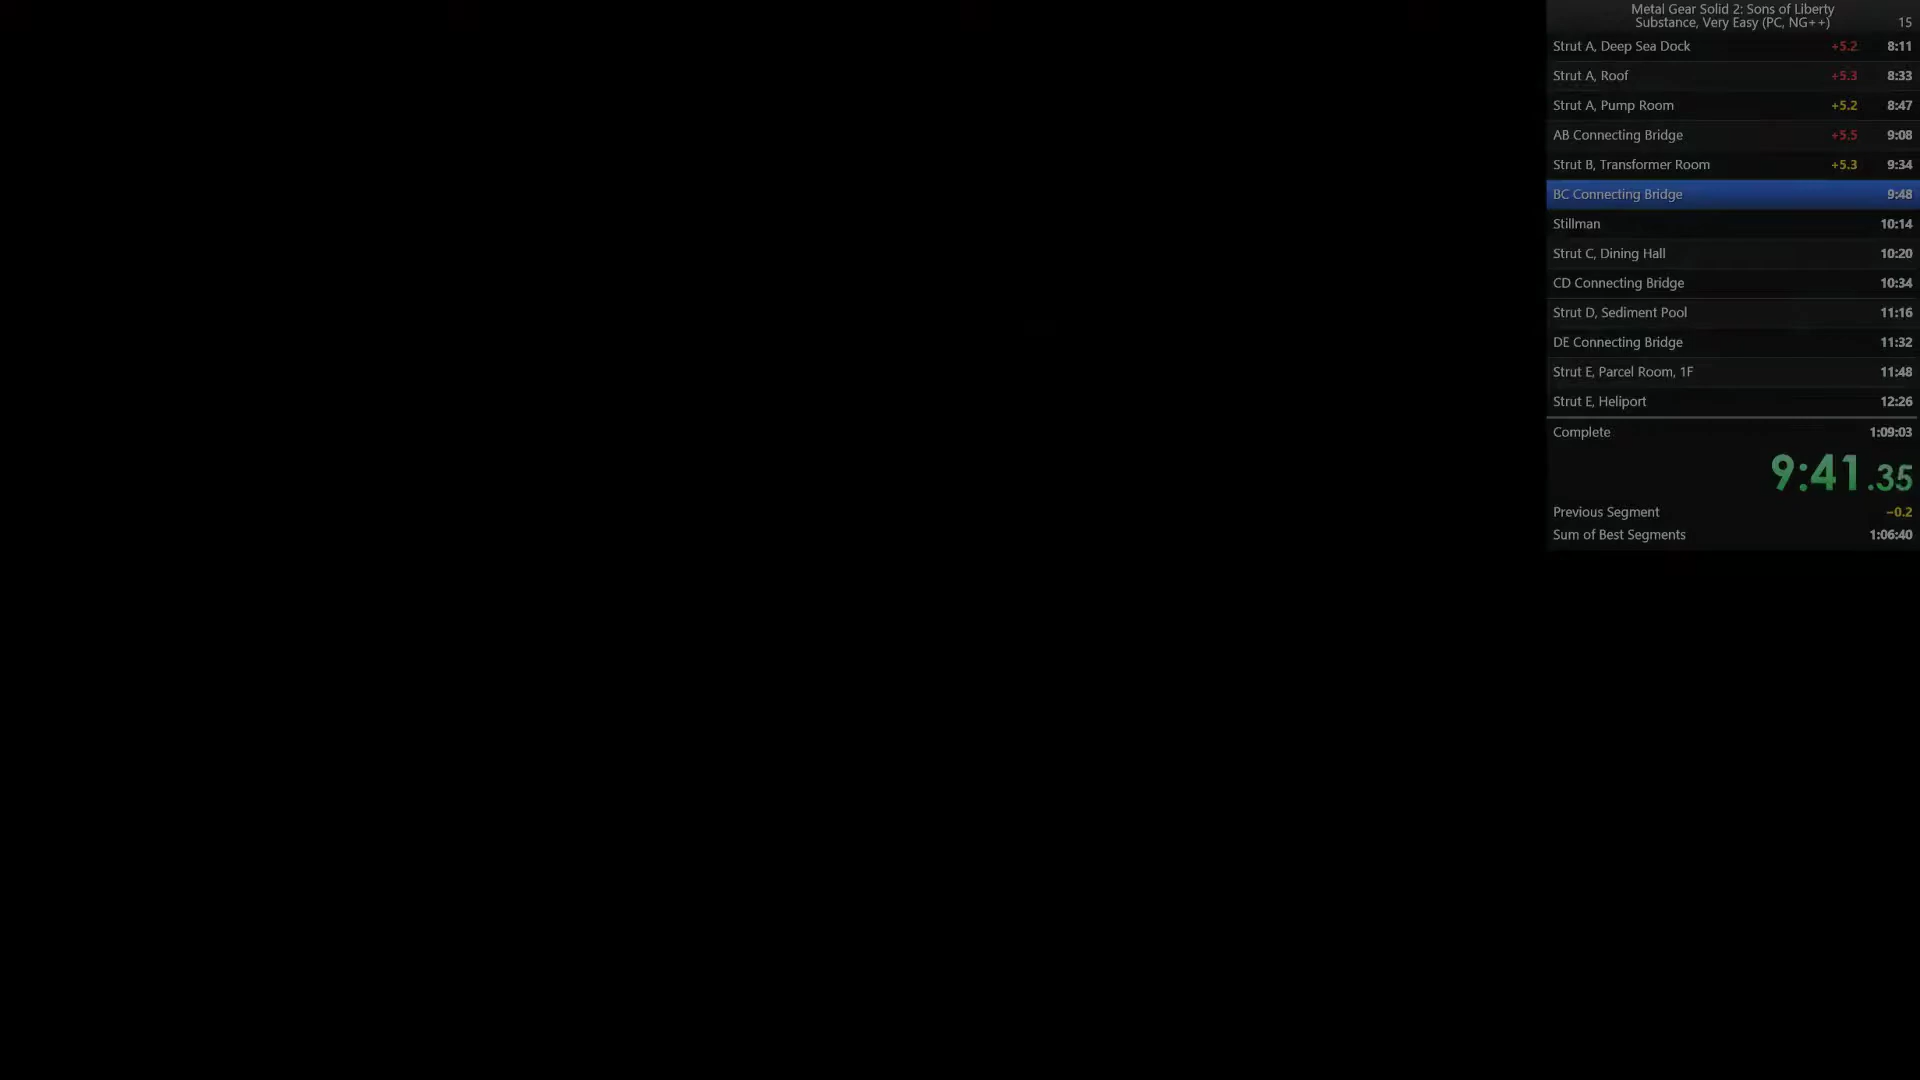 Metal Gear Solid 2: Sons of Liberty
Substance, Very Easy (PC, NG++) 15
Strut A, Deep Sea Dock +5.2 8:11
Strut A, Roof +5.3 8:33
Strut A, Pump Room +5.2 8:47
AB Connecting Bridge +5.5 9:08
Strut B, Transformer Room +5.3 9:34
BC Connecting Bridge 9:48
Stillman 10:14
Strut C, Dining Hall 10:20
CD Connecting Bridge 10:34
Strut D, Sediment Pool 11:16
DE Connecting Bridge 11:32
Strut E, Parcel Room, 1F 11:48
Strut E, Heliport 12:26
Complete 1:09:03
9:41.35
Previous Segment −0.2
Sum of Best Segments 1:06:40